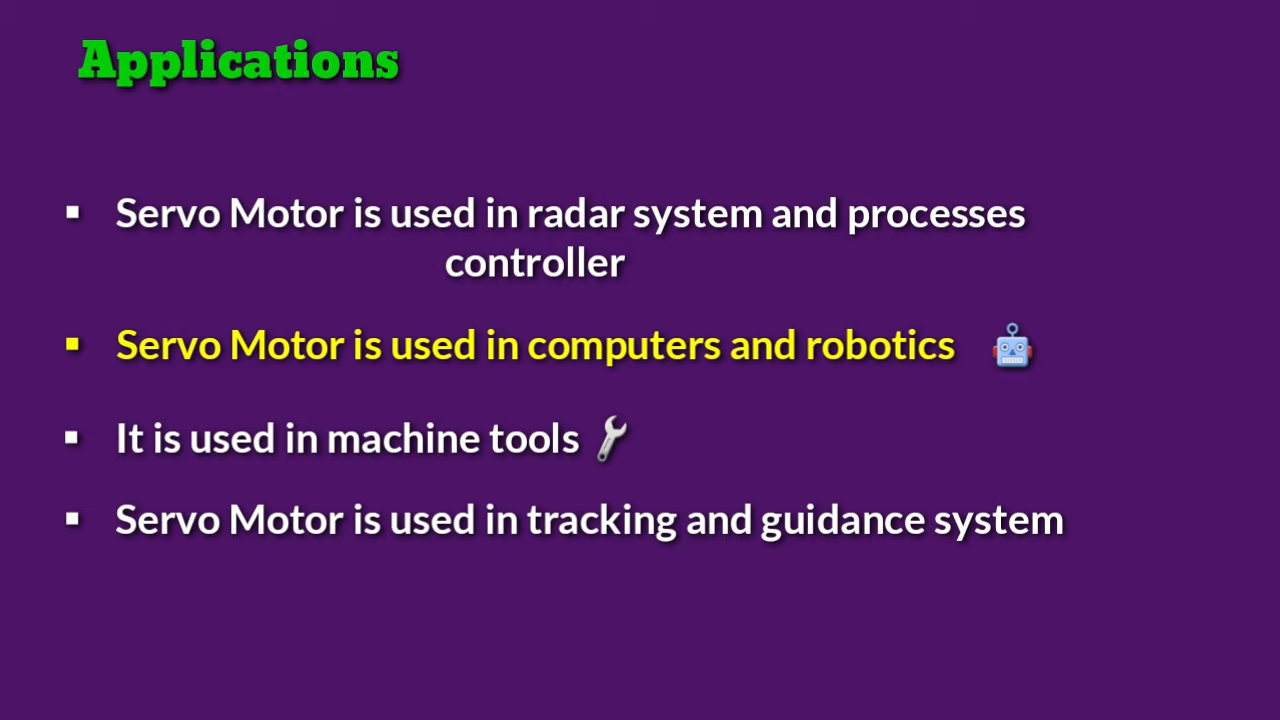 Applications
▪ Servo Motor is used in radar system and processes
controller
▪ Servo Motor is used in computers and robotics 🤖
▪ It is used in machine tools 🔧
▪ Servo Motor is used in tracking and guidance system